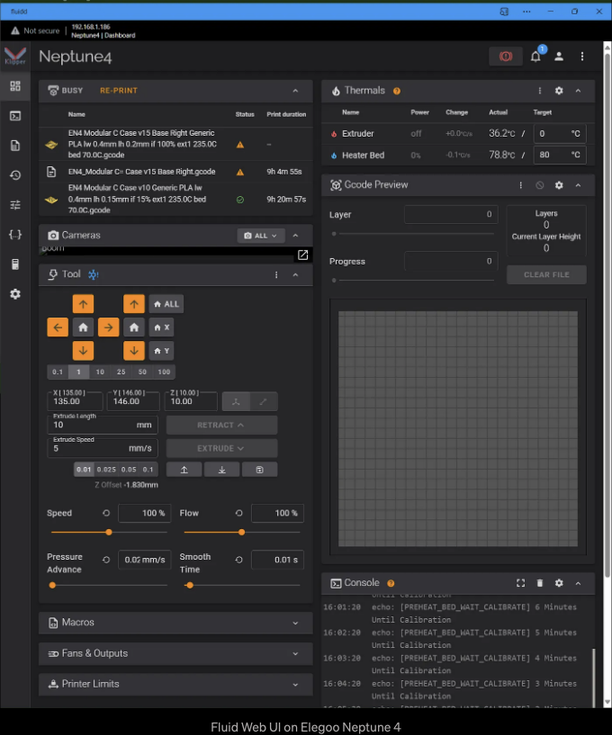 fluidd
Not secure
192.168.1.186
Neptune4 | Dashboard
Klipper
Neptune4
1
BUSY RE-PRINT
Name Status Print duration
EN4 Modular C Case v15 Base Right Generic
PLA lw 0.4mm lh 0.2mm if 100% ext1 235.0C
bed 70.0C.gcode
--
EN4_Modular_C= Case v15 Base Right.gcode 9h 4m 55s
EN4 Modular C Case v10 Generic PLA lw
0.4mm lh 0.15mm if 15% ext1 235.0C bed
70.0C.gcode
9h 20m 57s
Cameras ALL
Tool
ALL
X
Y
0.1 1 10 25 50 100
X [ 135.00 ] Y [ 146.00 ] Z [ 10.00 ]
135.00 146.00 10.00
Extrude Length
10 mm
RETRACT
Extrude Speed
5 mm/s
EXTRUDE
0.01 0.025 0.05 0.1
Z Offset -1.830mm
Speed 100 % Flow 100 %
Pressure
Advance
0.02 mm/s
Smooth
Time
0.01 s
Macros
Fans & Outputs
Printer Limits
Thermals
Name Power Change Actual Target
Extruder off +0.0°C/s 36.2°C / 0 °C
Heater Bed 0% -0.1°C/s 78.8°C / 80 °C
Gcode Preview
Layer 0
Progress 0
Layers
0
Current Layer Height
0
CLEAR FILE
Console
Until Calibration
16:01:20 echo: [PREHEAT_BED_WAIT_CALIBRATE] 6 Minutes
Until Calibration
16:02:20 echo: [PREHEAT_BED_WAIT_CALIBRATE] 5 Minutes
Until Calibration
16:03:20 echo: [PREHEAT_BED_WAIT_CALIBRATE] 4 Minutes
Until Calibration
16:04:20 echo: [PREHEAT_BED_WAIT_CALIBRATE] 3 Minutes
Until Calibration
Fluid Web UI on Elegoo Neptune 4